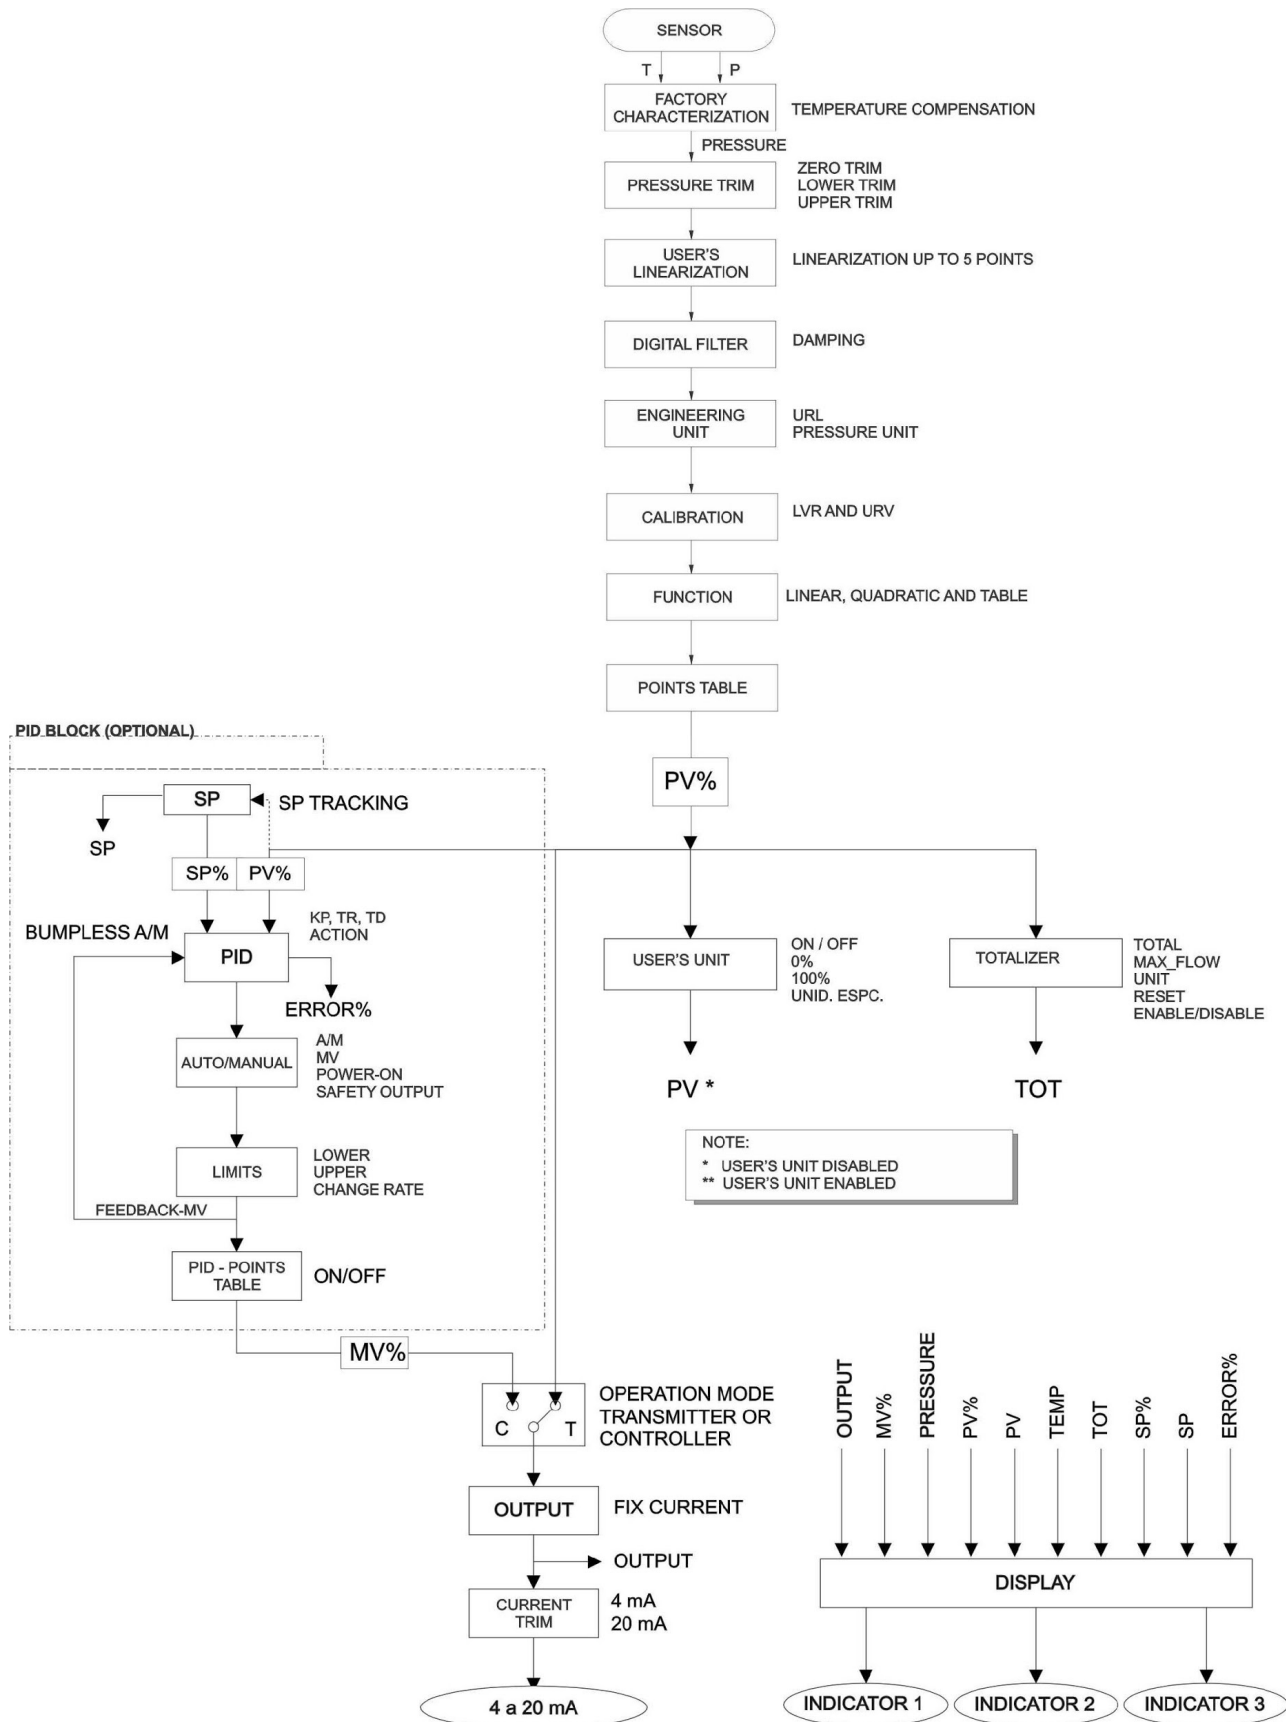 SENSOR
T
P
FACTORY
CHARACTERIZATION
TEMPERATURE COMPENSATION
PRESSURE
PRESSURE TRIM
ZERO TRIM
LOWER TRIM
UPPER TRIM
USER'S
LINEARIZATION
LINEARIZATION UP TO 5 POINTS
DIGITAL FILTER
DAMPING
ENGINEERING
UNIT
URL
PRESSURE UNIT
CALIBRATION
LVR AND URV
FUNCTION
LINEAR, QUADRATIC AND TABLE
POINTS TABLE
PV%
PID BLOCK (OPTIONAL)
SP
SP TRACKING
SP
SP%
PV%
BUMPLESS A/M
KP, TR, TD
ACTION
PID
ERROR%
AUTO/MANUAL
A/M
MV
POWER-ON
SAFETY OUTPUT
LIMITS
LOWER
UPPER
CHANGE RATE
FEEDBACK-MV
PID - POINTS
TABLE
ON/OFF
USER'S UNIT
ON / OFF
0%
100%
UNID. ESPC.
TOTALIZER
TOTAL
MAX_FLOW
UNIT
RESET
ENABLE/DISABLE
PV *
TOT
NOTE:
* USER'S UNIT DISABLED
** USER'S UNIT ENABLED
MV%
C
T
OPERATION MODE
TRANSMITTER OR
CONTROLLER
OUTPUT
FIX CURRENT
OUTPUT
CURRENT
TRIM
4 mA
20 mA
4 a 20 mA
OUTPUT
MV%
PRESSURE
PV%
PV
TEMP
TOT
SP%
SP
ERROR%
DISPLAY
INDICATOR 1
INDICATOR 2
INDICATOR 3